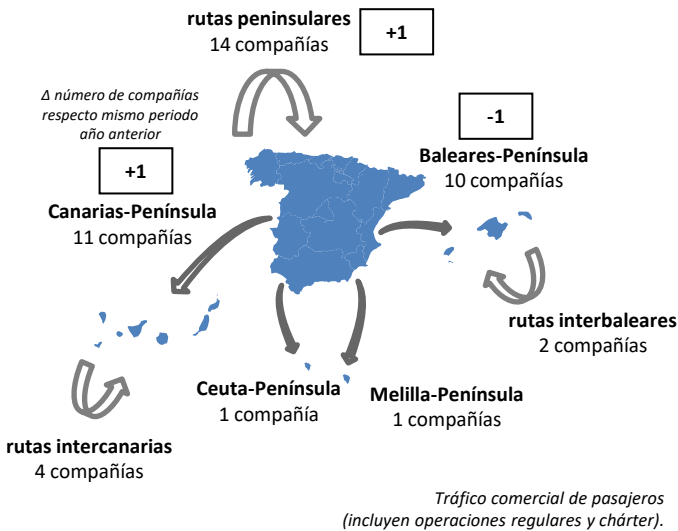 rutas peninsulares
14 compañías
+1
Δ número de compañías
respecto mismo periodo
año anterior
-1
Baleares-Península
10 compañías
+1
Canarias-Península
11 compañías
rutas interbaleares
2 compañías
Ceuta-Península
1 compañía
Melilla-Península
1 compañías
rutas intercanarias
4 compañías
Tráfico comercial de pasajeros
(incluyen operaciones regulares y chárter).